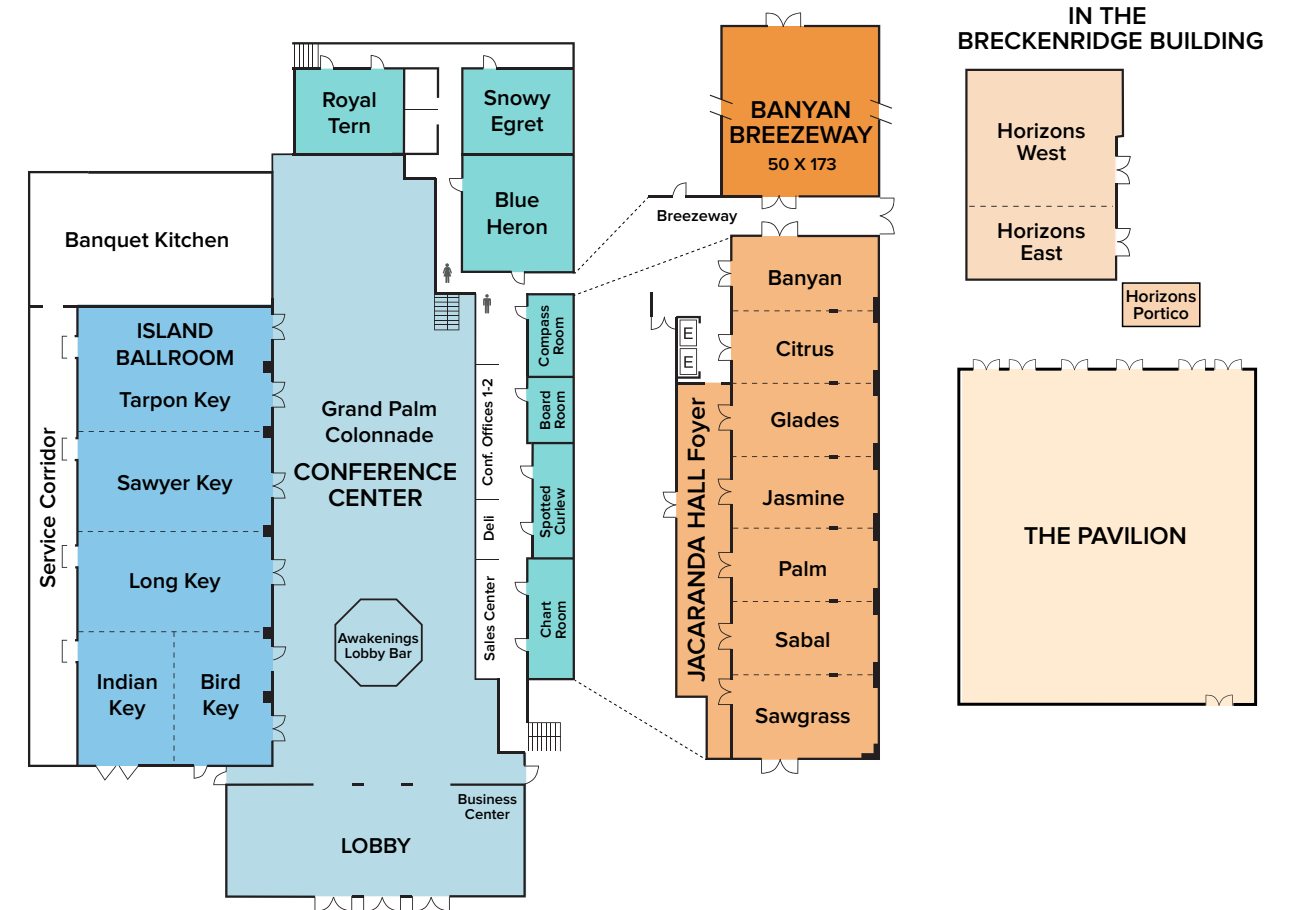 IN THE
BRECKENRIDGE BUILDING
Royal
Tern
Snowy
Egret
Blue
Heron
BANYAN
BREEZEWAY
50 X 173
Breezeway
Horizons
West
Horizons
East
Horizons
Portico
Banquet Kitchen
Service Corridor
ISLAND
BALLROOM
Tarpon Key
Sawyer Key
Long Key
Indian
Key
Bird
Key
Grand Palm
Colonnade
CONFERENCE
CENTER
Awakenings
Lobby Bar
Conf. Offices 1-2
Deli
Sales Center
Compass
Room
Board
Room
Spotted
Curlew
Chart
Room
E
E
JACARANDA HALL Foyer
Banyan
Citrus
Glades
Jasmine
Palm
Sabal
Sawgrass
THE PAVILION
Business
Center
LOBBY